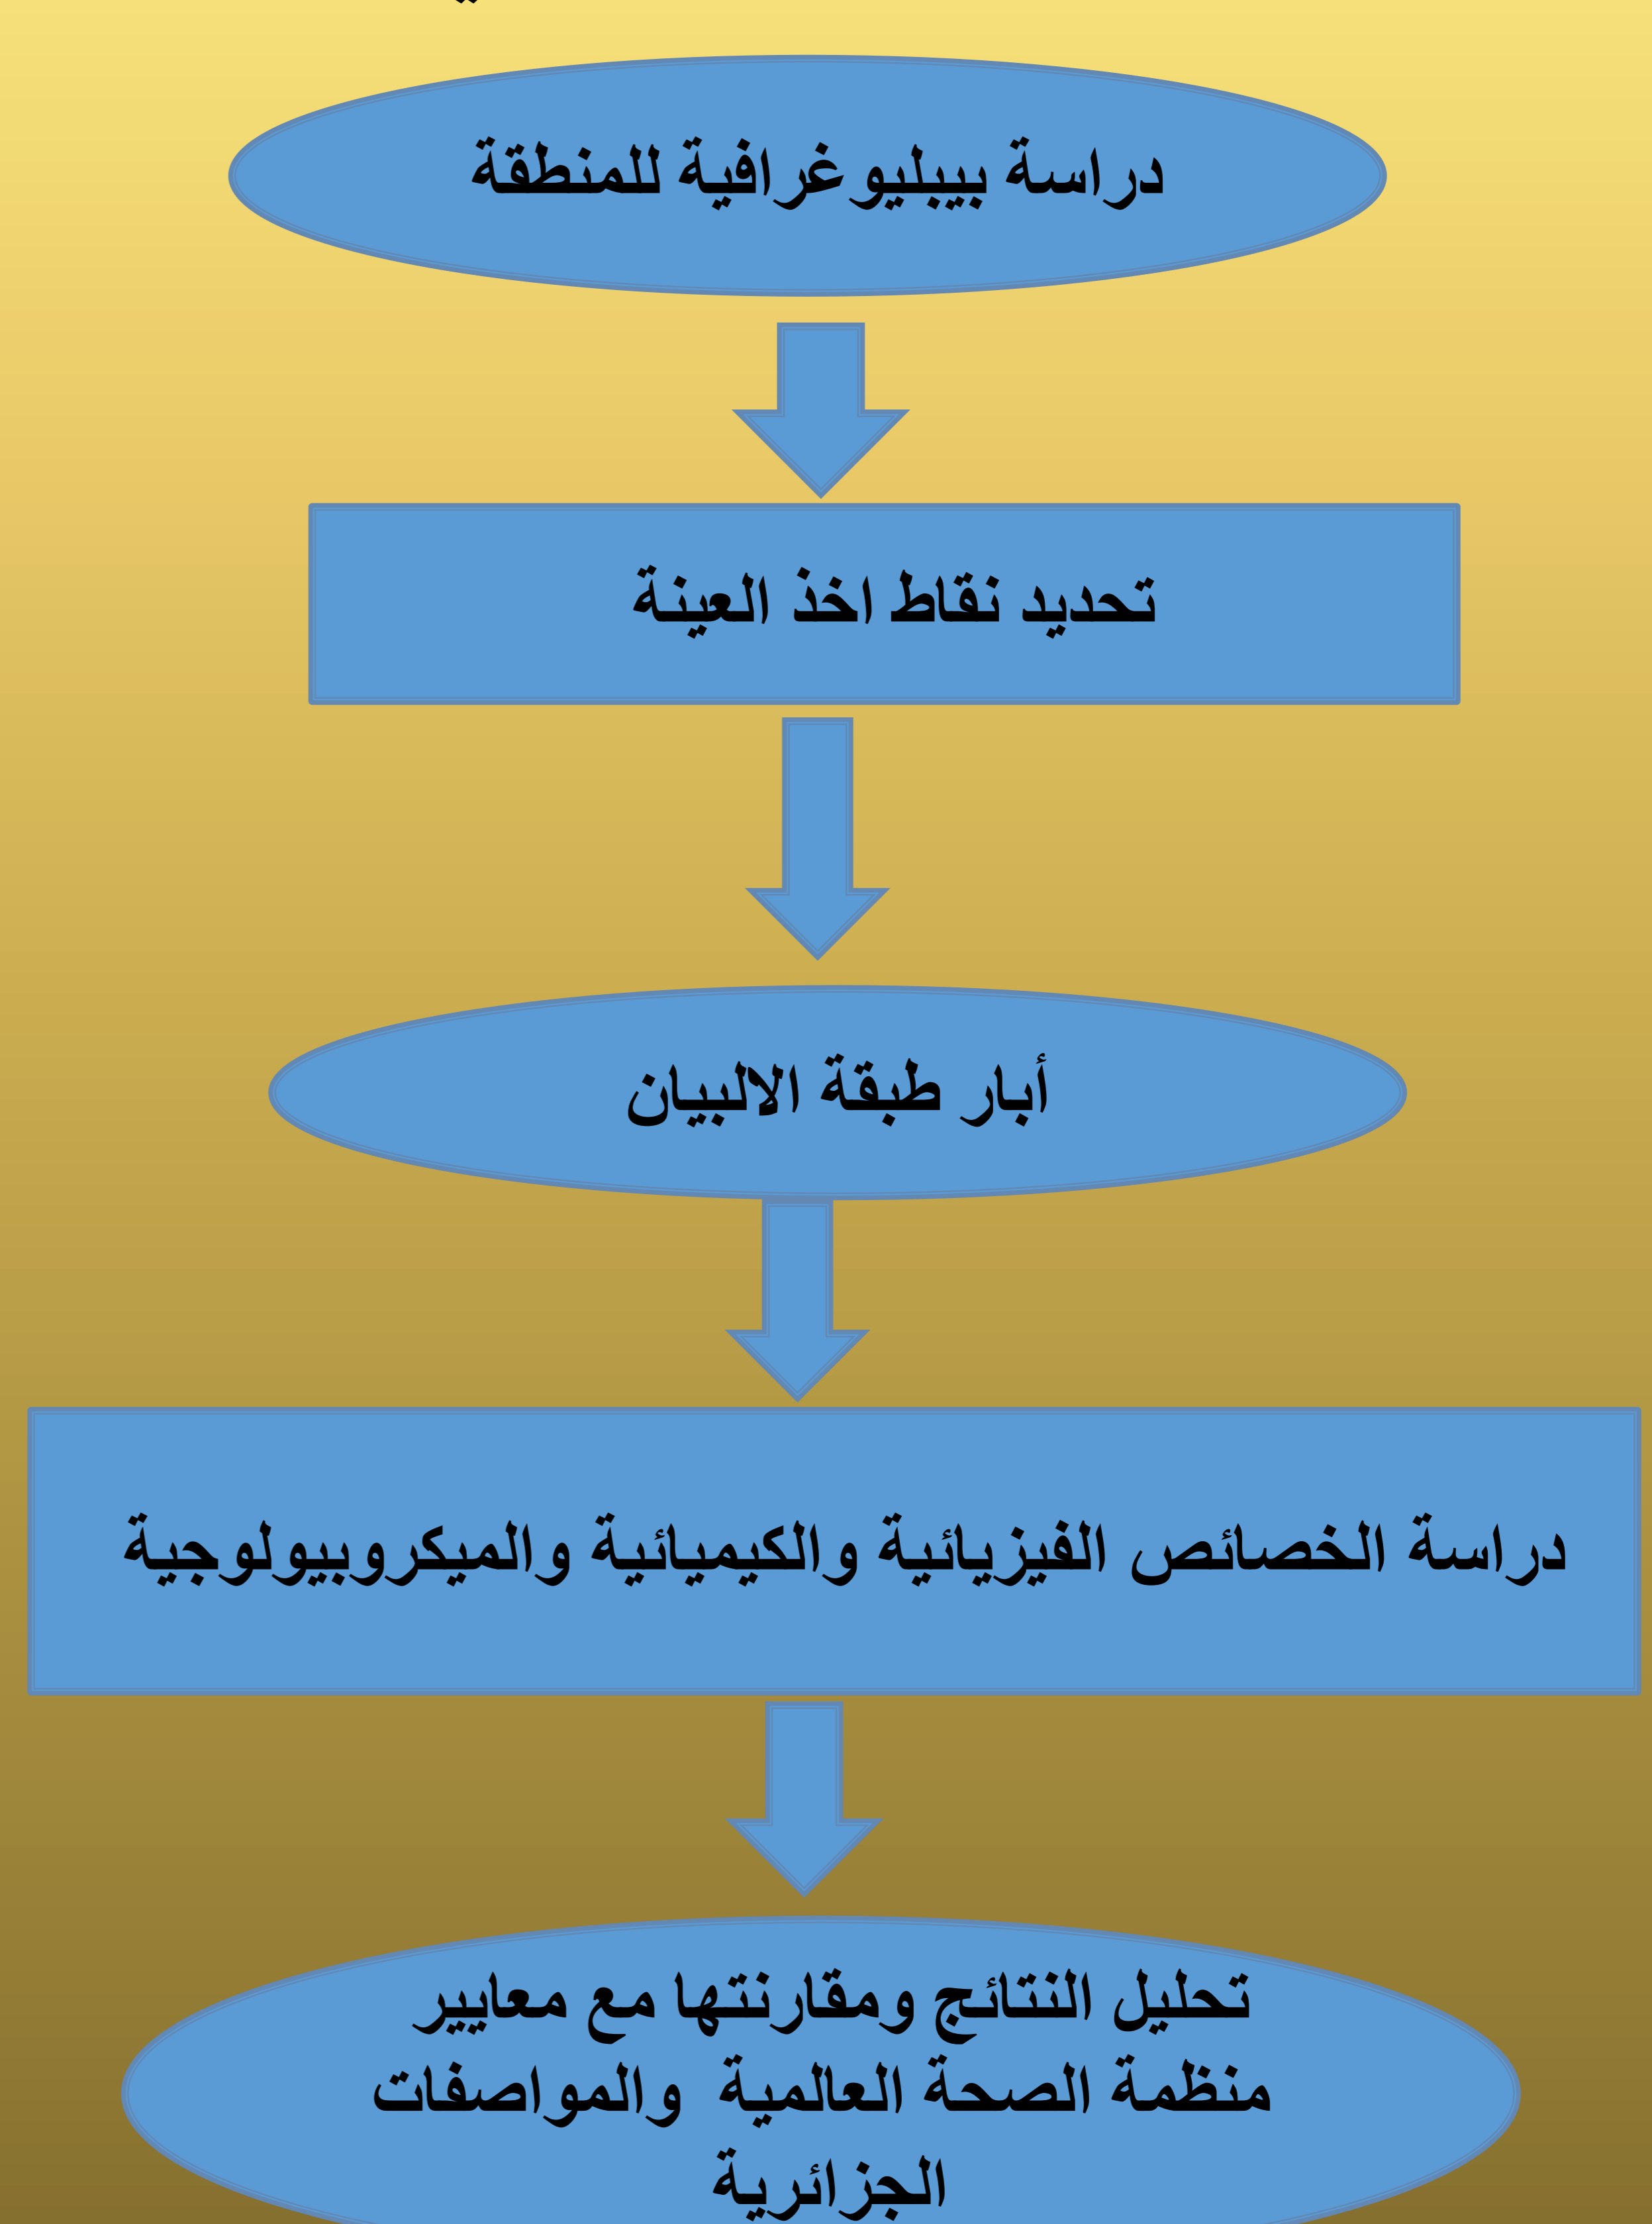 دراسة بيبليوغرافية للمنطقة
تحديد نقاط اخذ العينة
أبار طبقة الالبيان
دراسة الخصائص الفيزيائية والكيميائية والميكروبيولوجية
تحليل النتائج ومقارنتها مع معايير
منظمة الصحة العالمية والمواصفات
الجزائرية